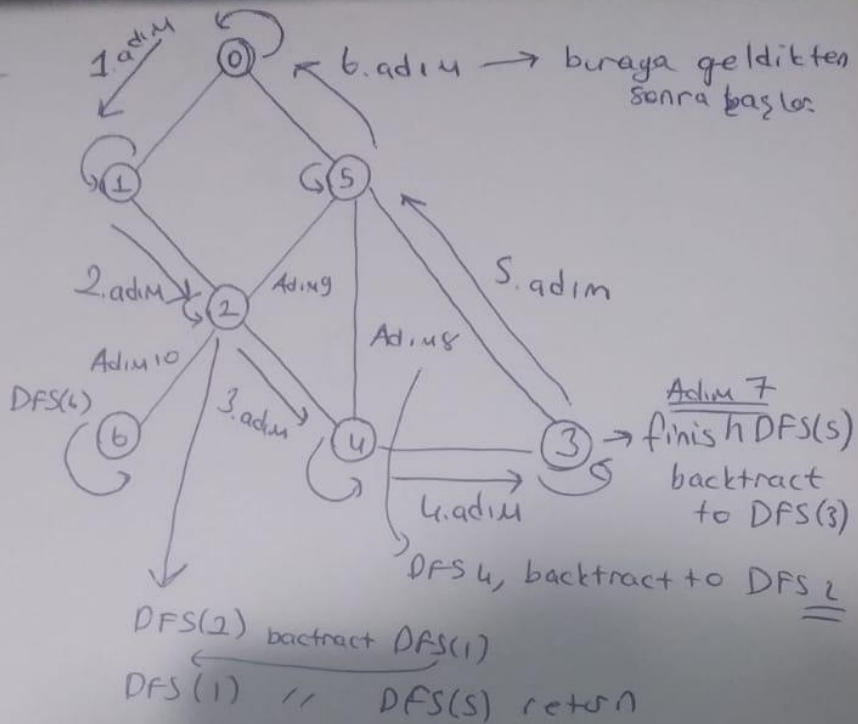 1.adım
0
6.adım → buraya geldikten
sonra başlar
1
5
2.adım
2
Adım9
5.adım
Adım10
Adım8
DFS(6)
3.adım
6
4
3
Adım 7
→ finish DFS(5)
backtract
to DFS(3)
4.adım
DFS 4, backtract to DFS 2
DFS(2) bactract DFS(1)
DFS(1) // DFS(5) return